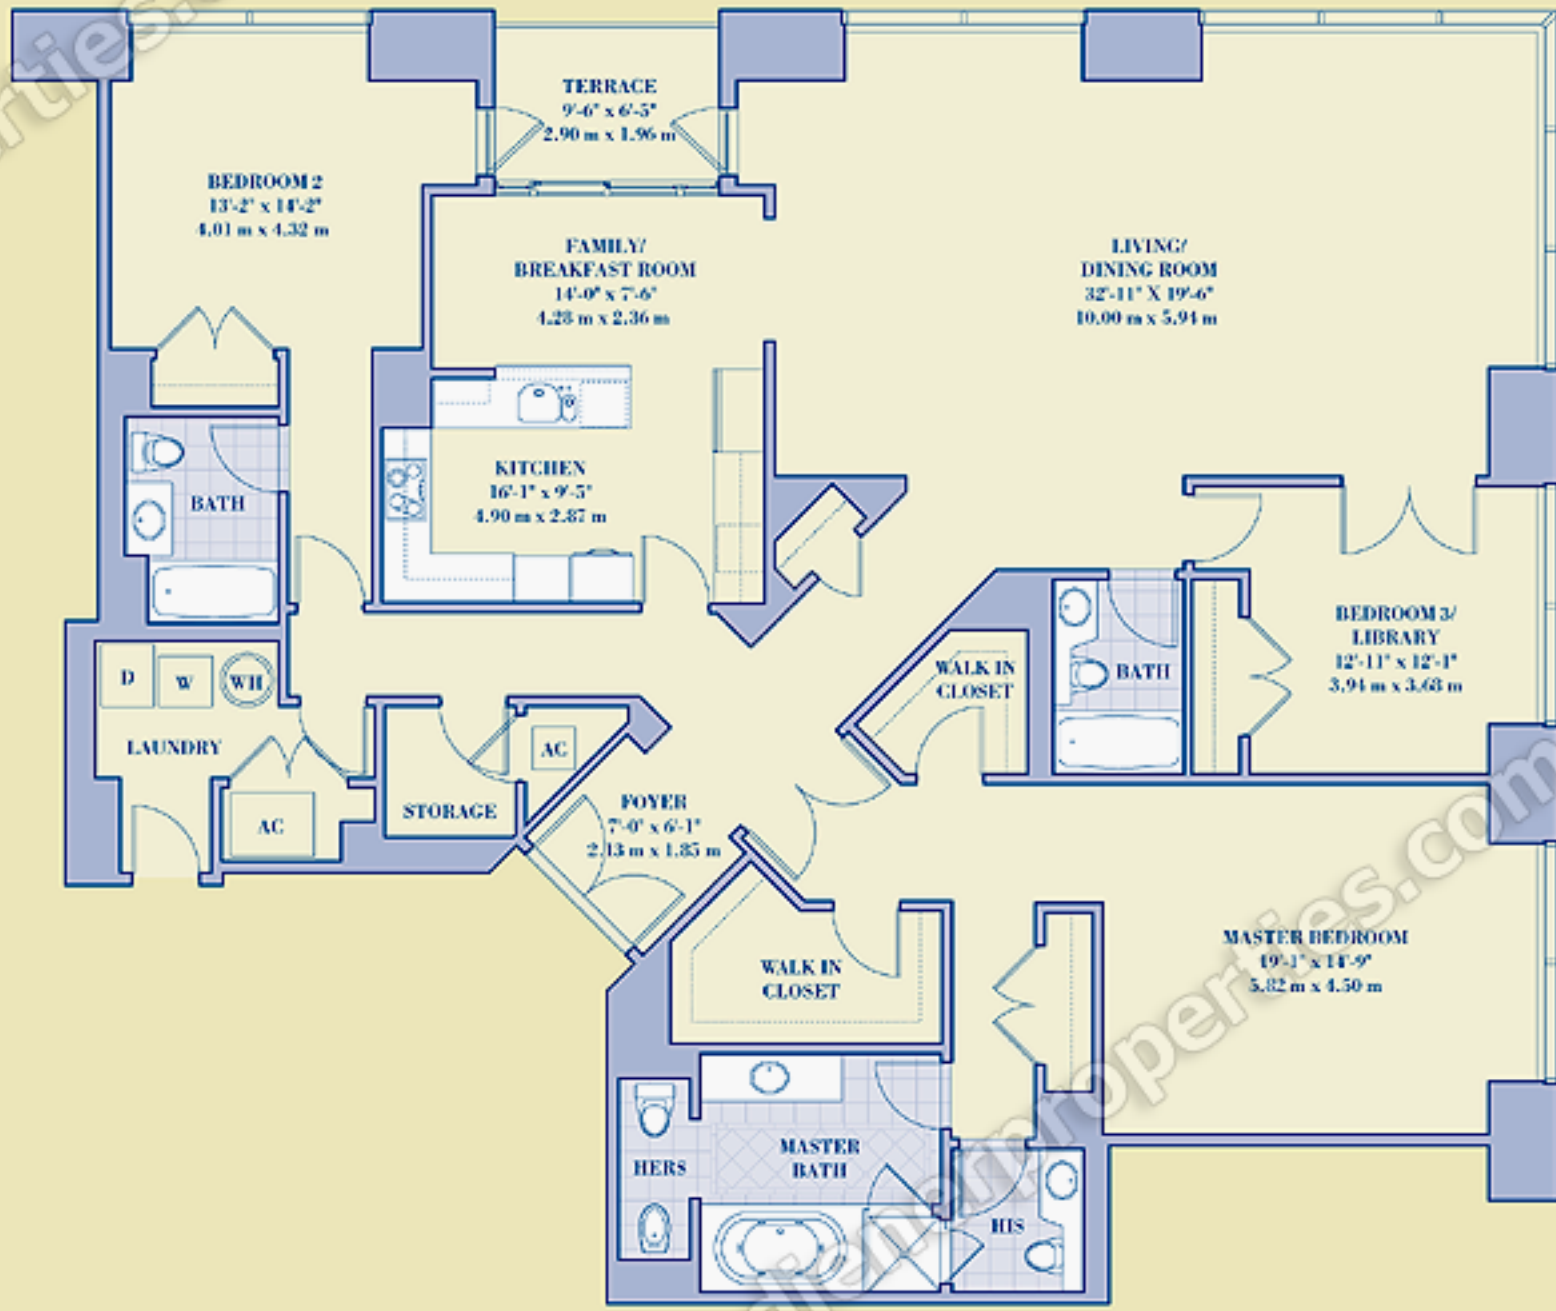 rties.c
TERRACE
9'-6" x 6'-5"
2.90 m x 1.96 m
BEDROOM 2
13'-2" x 14'-2"
4.01 m x 4.32 m
FAMILY/
BREAKFAST ROOM
14'-0" x 7'-6"
4.28 m x 2.36 m
LIVING/
DINING ROOM
32'-11" X 19'-6"
10.00 m x 5.94 m
KITCHEN
16'-1" x 9'-5"
4.90 m x 2.87 m
BATH
BEDROOM 3/
LIBRARY
12'-11" x 12'-1"
3.94 m x 3.68 m
WALK IN
CLOSET
BATH
D
W
WH
LAUNDRY
AC
AC
STORAGE
FOYER
7'-0" x 6'-1"
2.13 m x 1.85 m
WALK IN
CLOSET
MASTER BEDROOM
19'-1" x 14'-9"
5.82 m x 4.50 m
HERS
MASTER
BATH
HIS
dienerproperties.com